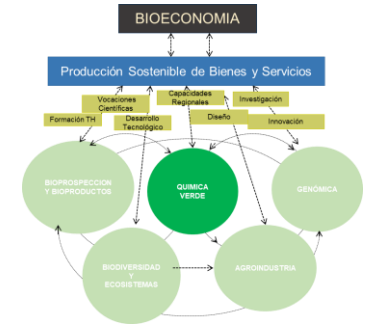 BIOECONOMIA
Producción Sostenible de Bienes y Servicios
Vocaciones
Científicas
Capacidades
Regionales
Investigación
Formación TH
Desarrollo
Tecnológico
Diseño
Innovación
BIOPROSPECCION
Y BIOPRODUCTOS
QUIMICA
VERDE
GENÓMICA
BIODIVERSIDAD
Y
ECOSISTEMAS
AGROINDUSTRIA